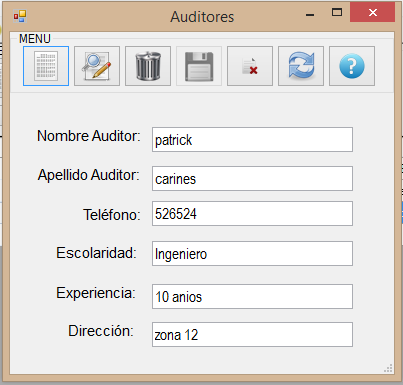 Auditores
MENU
Nombre Auditor: patrick
Apellido Auditor: carines
Teléfono: 526524
Escolaridad: Ingeniero
Experiencia: 10 anios
Dirección: zona 12